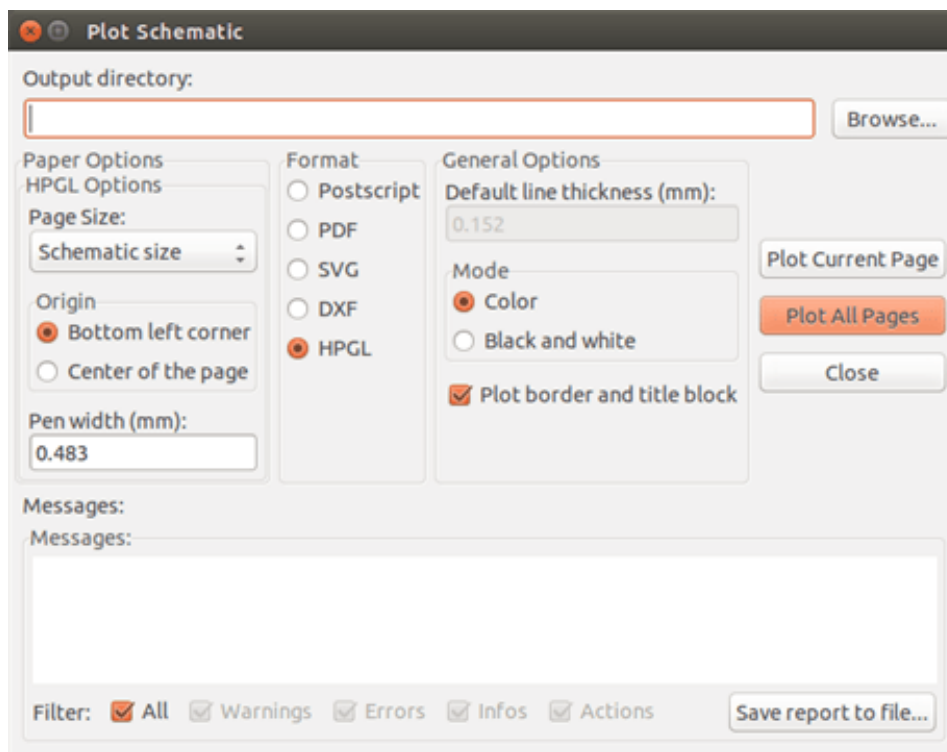 Plot Schematic
Output directory:
Browse...
Paper Options
HPGL Options
Page Size:
Schematic size
Origin
Bottom left corner
Center of the page
Pen width (mm):
0.483
Format
Postscript
PDF
SVG
DXF
HPGL
General Options
Default line thickness (mm):
0.152
Mode
Color
Black and white
Plot border and title block
Plot Current Page
Plot All Pages
Close
Messages:
Messages:
Filter: All Warnings Errors Infos Actions Save report to file...